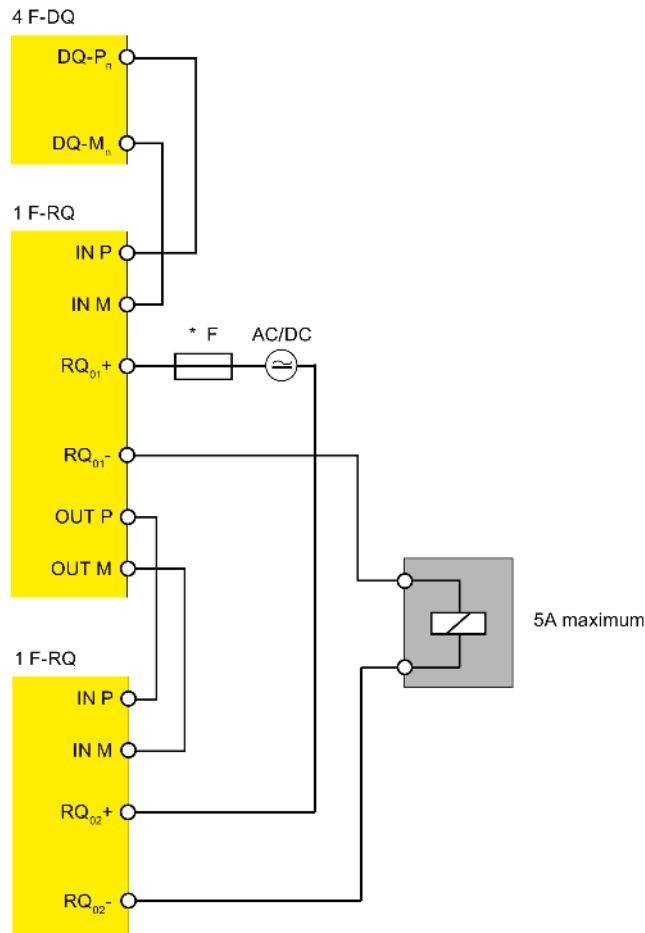 4 F-DQ
DQ-Pₙ
DQ-Mₙ
1 F-RQ
IN P
IN M
* F AC/DC
RQ₀₁+
RQ₀₁-
OUT P
OUT M
5A maximum
1 F-RQ
IN P
IN M
RQ₀₂+
RQ₀₂-